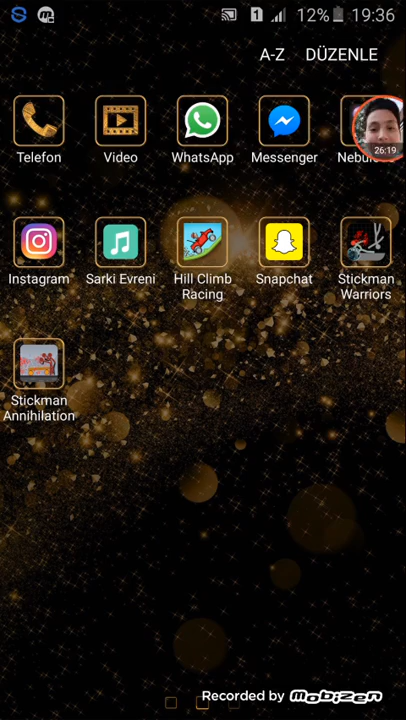 12% 19:36
A-Z DÜZENLE
Telefon Video WhatsApp Messenger
26:19
Instagram Sarki Evreni Hill Climb Racing Snapchat Stickman Warriors
Stickman Annihilation
Recorded by Mobizen